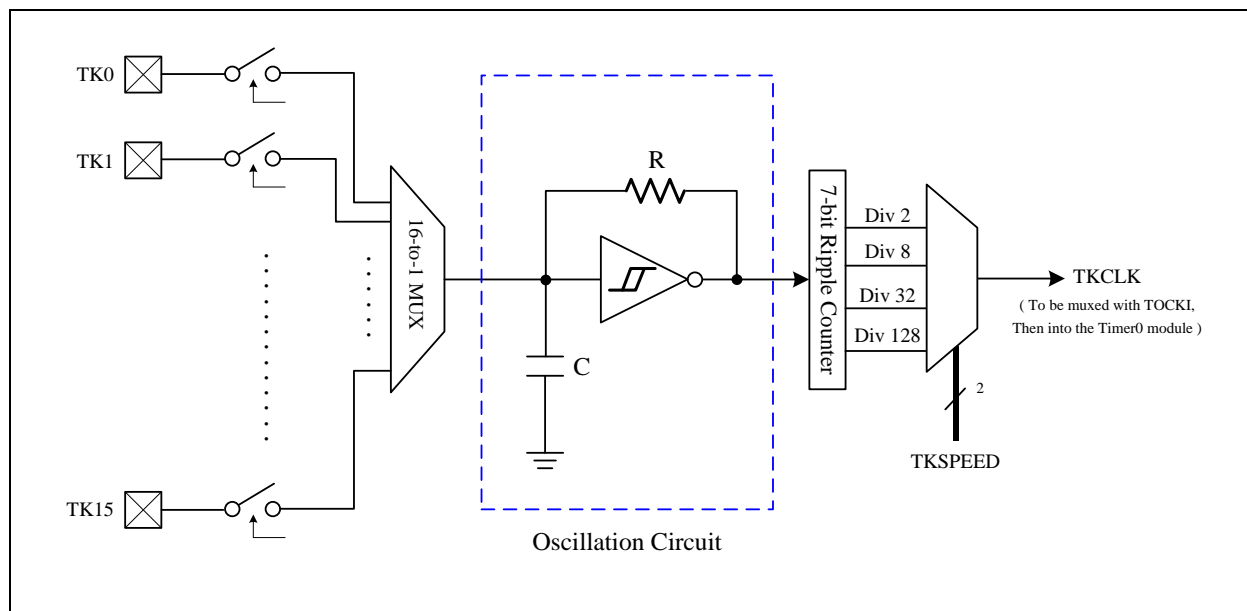 TK0
TK1
TK15
16-to-1 MUX
R
C
Oscillation Circuit
7-bit Ripple Counter
Div 2
Div 8
Div 32
Div 128
2
TKSPEED
TKCLK
( To be muxed with TOCKI,
Then into the Timer0 module )